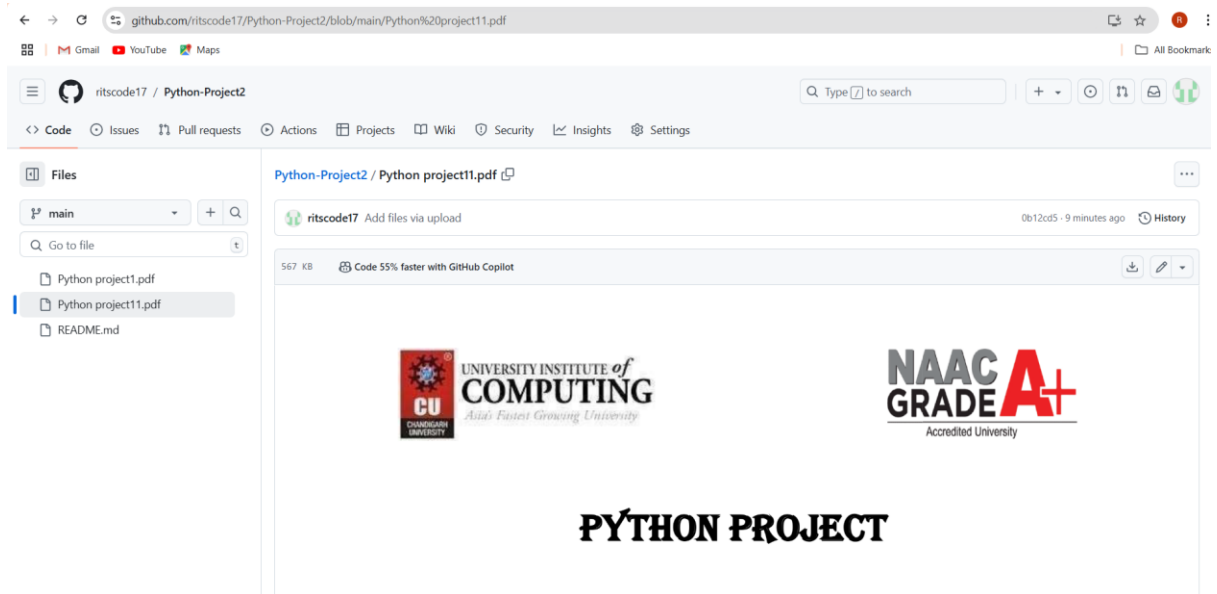 github.com/ritscode17/Python-Project2/blob/main/Python%20project11.pdf
R
Gmail YouTube Maps All Bookmark
ritscode17 / Python-Project2 Type / to search
<> Code Issues Pull requests Actions Projects Wiki Security Insights Settings
Files
main
Go to file t
Python project1.pdf
Python project11.pdf
README.md
Python-Project2 / Python project11.pdf
ritscode17 Add files via upload 0b12cd5 · 9 minutes ago History
567 KB Code 55% faster with GitHub Copilot
CU
CHANDIGARH
UNIVERSITY
UNIVERSITY INSTITUTE of
COMPUTING
Asia's Fastest Growing University
NAAC
GRADE A+
Accredited University
PYTHON PROJECT